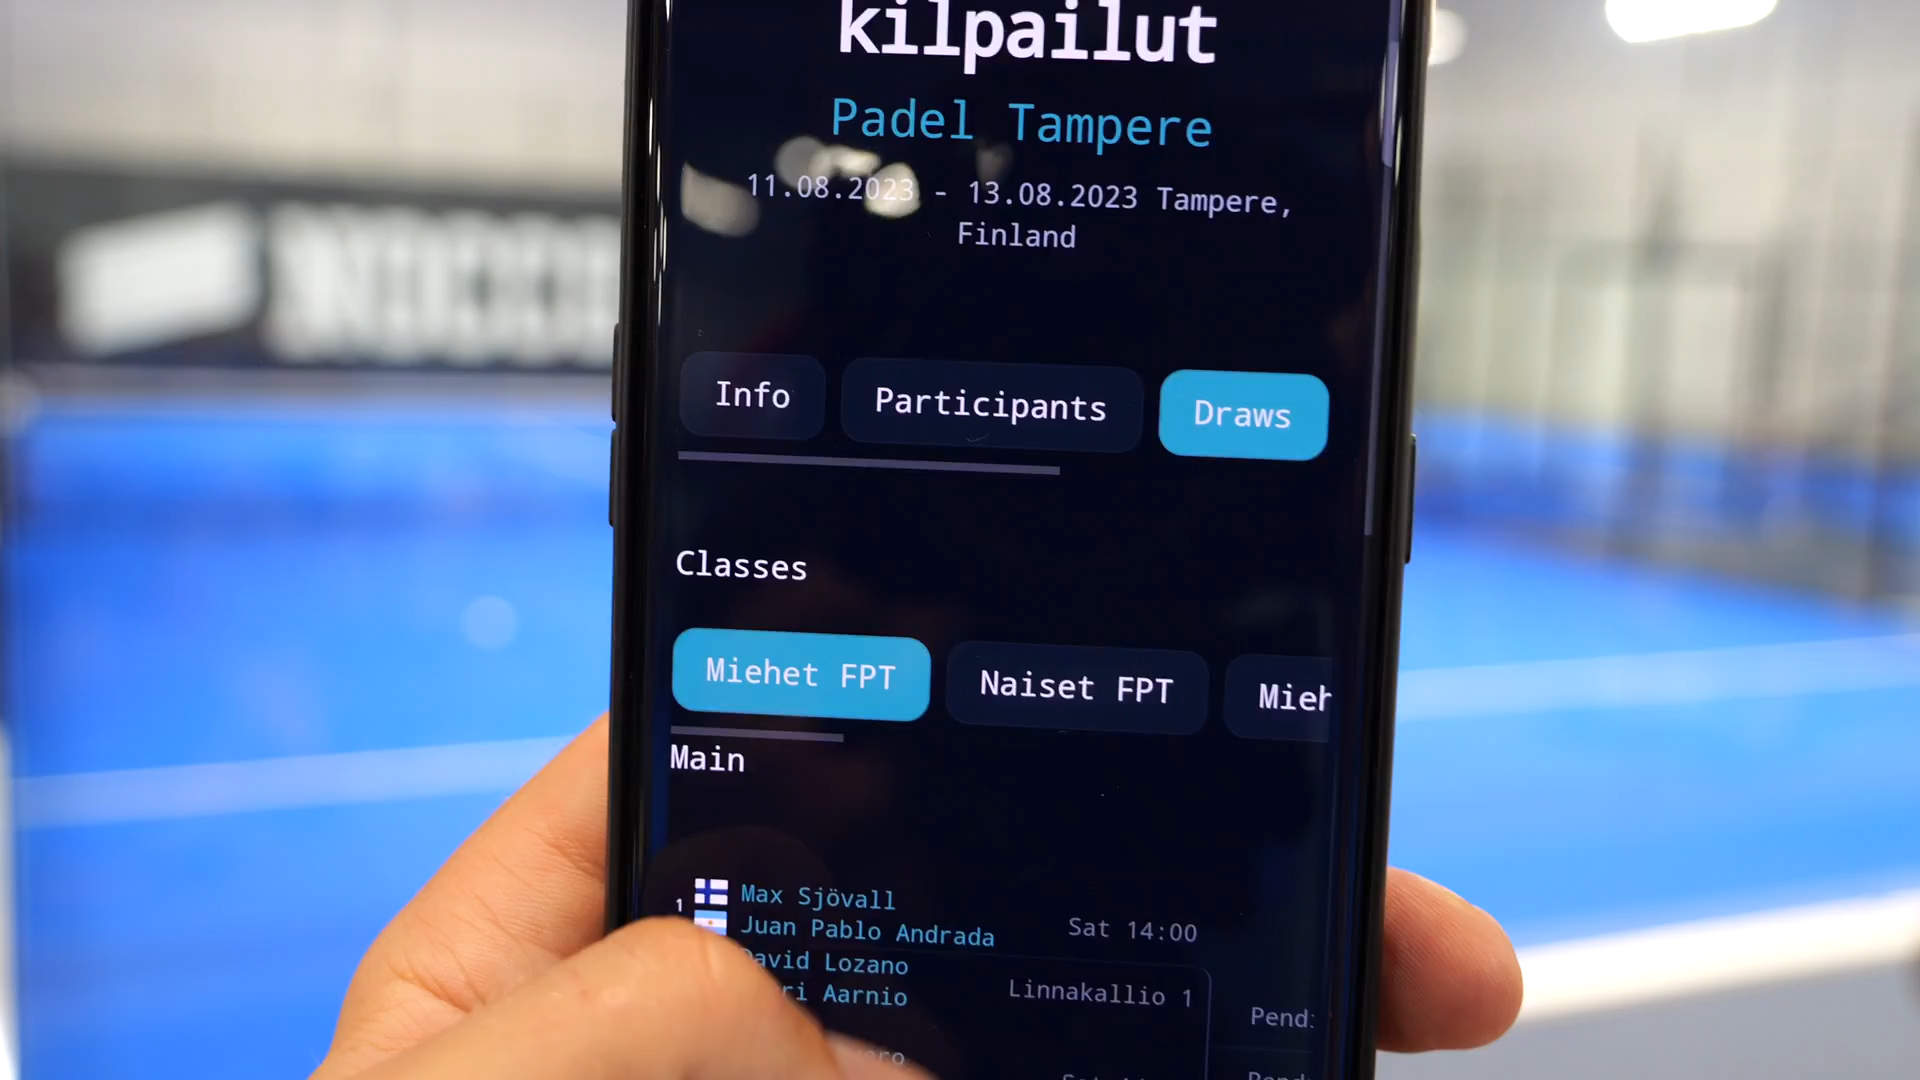 kilpailut
Padel Tampere
11.08.2023 - 13.08.2023 Tampere,
Finland
Info
Participants
Draws
Classes
Miehet FPT
Naiset FPT
Main
1
Max Sjövall
Juan Pablo Andrada
Sat 14:00
David Lozano
Aarnio
Linnakallio 1